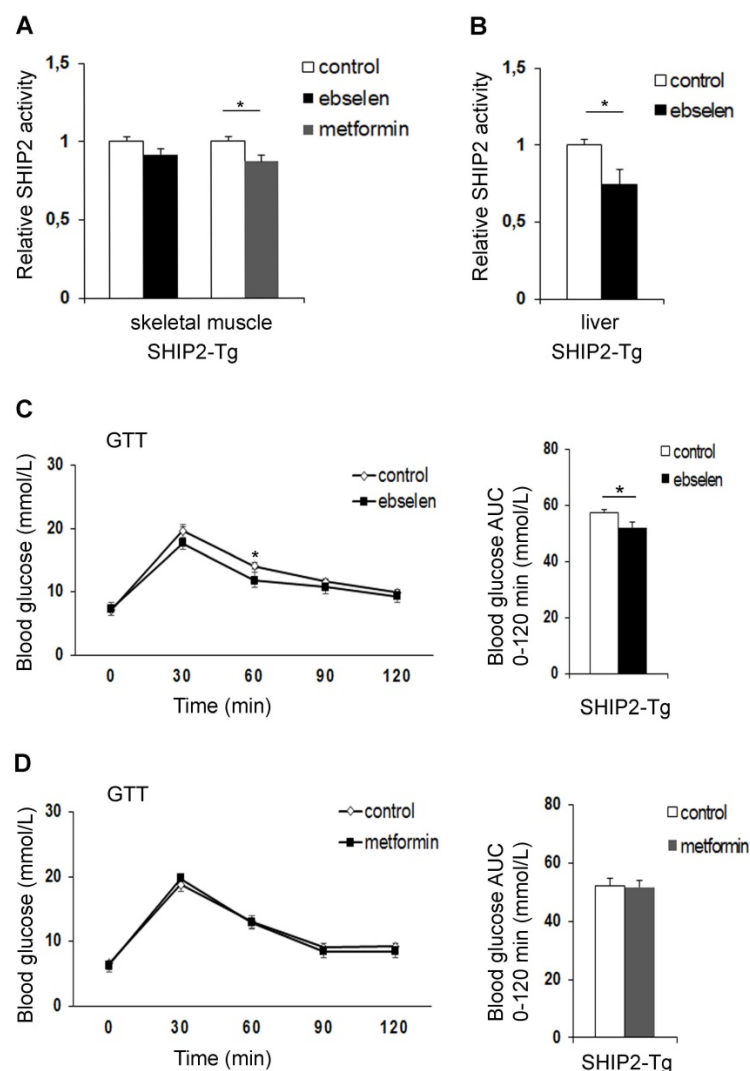 A
Relative SHIP2 activity
1,5
1
0,5
0
control
ebselen
metformin
*
skeletal muscle
SHIP2-Tg
B
Relative SHIP2 activity
1,5
1
0,5
0
control
ebselen
*
liver
SHIP2-Tg
C
GTT
Blood glucose (mmol/L)
30
20
10
0
control
ebselen
*
0 30 60 90 120
Time (min)
Blood glucose AUC
0-120 min (mmol/L)
80
60
40
20
0
control
ebselen
*
SHIP2-Tg
D
GTT
Blood glucose (mmol/L)
30
20
10
0
control
metformin
0 30 60 90 120
Time (min)
Blood glucose AUC
0-120 min (mmol/L)
80
60
40
20
0
control
metformin
SHIP2-Tg